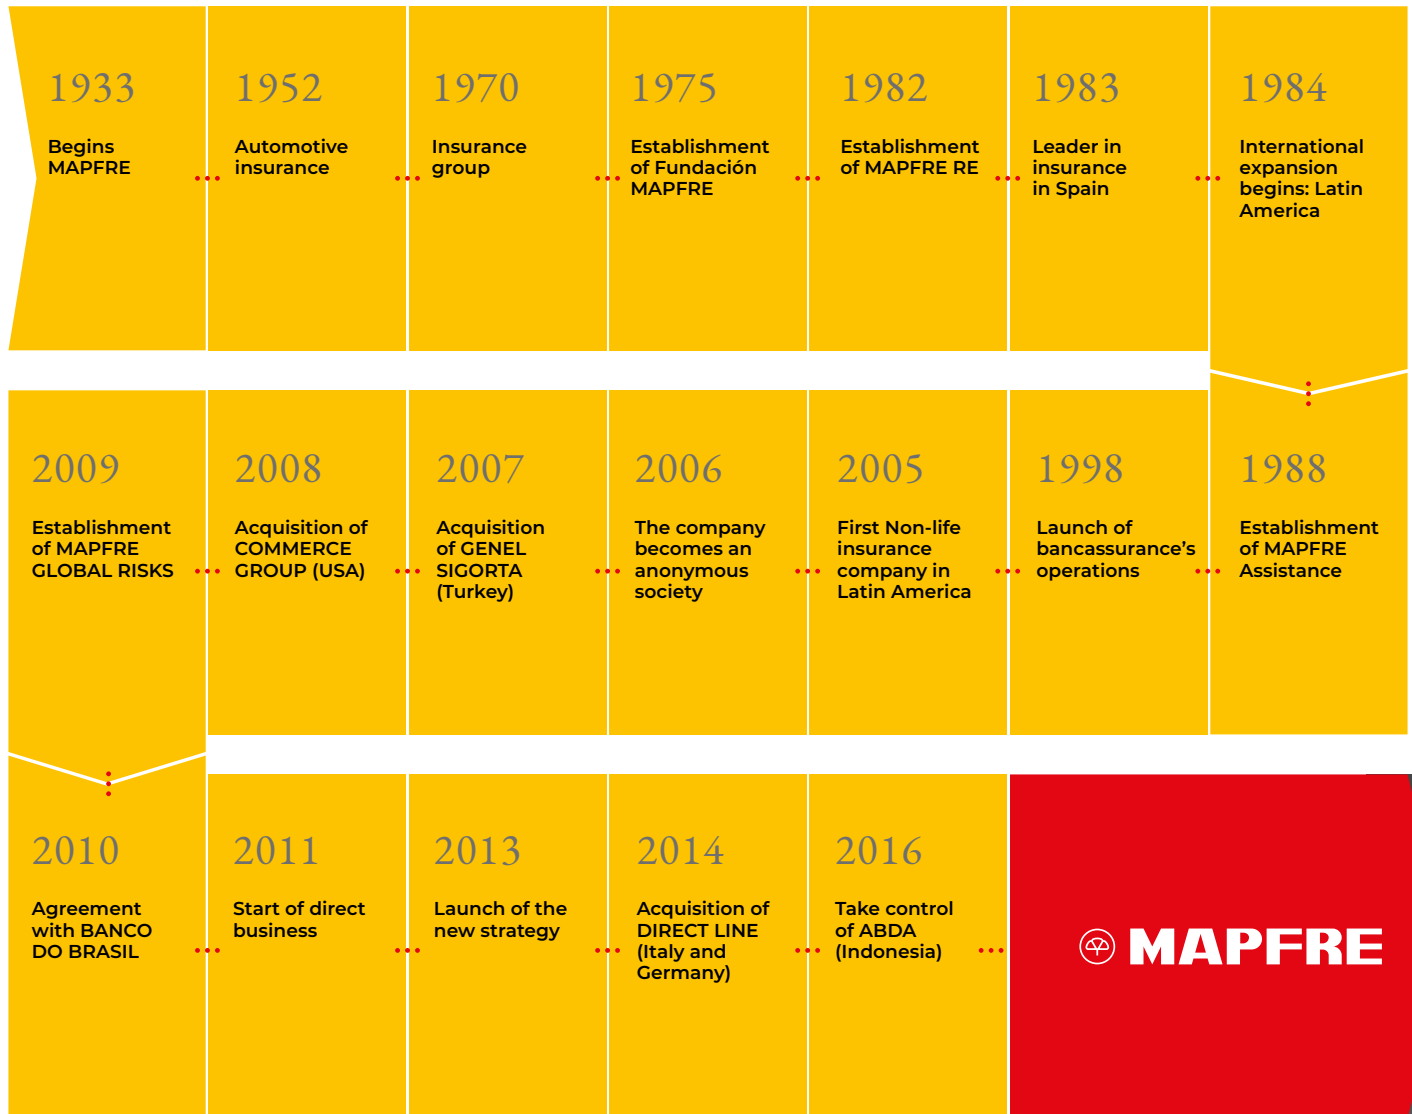 1933
Begins
MAPFRE
1952
Automotive
insurance
1970
Insurance
group
1975
Establishment
of Fundación
MAPFRE
1982
Establishment
of MAPFRE RE
1983
Leader in
insurance
in Spain
1984
International
expansion
begins: Latin
America
1988
Establishment
of MAPFRE
Assistance
1998
Launch of
bancassurance’s
operations
2005
First Non-life
insurance
company in
Latin America
2006
The company
becomes an
anonymous
society
2007
Acquisition
of GENEL
SIGORTA
(Turkey)
2008
Acquisition of
COMMERCE
GROUP (USA)
2009
Establishment
of MAPFRE
GLOBAL RISKS
2010
Agreement
with BANCO
DO BRASIL
2011
Start of direct
business
2013
Launch of the
new strategy
2014
Acquisition of
DIRECT LINE
(Italy and
Germany)
2016
Take control
of ABDA
(Indonesia)
MAPFRE